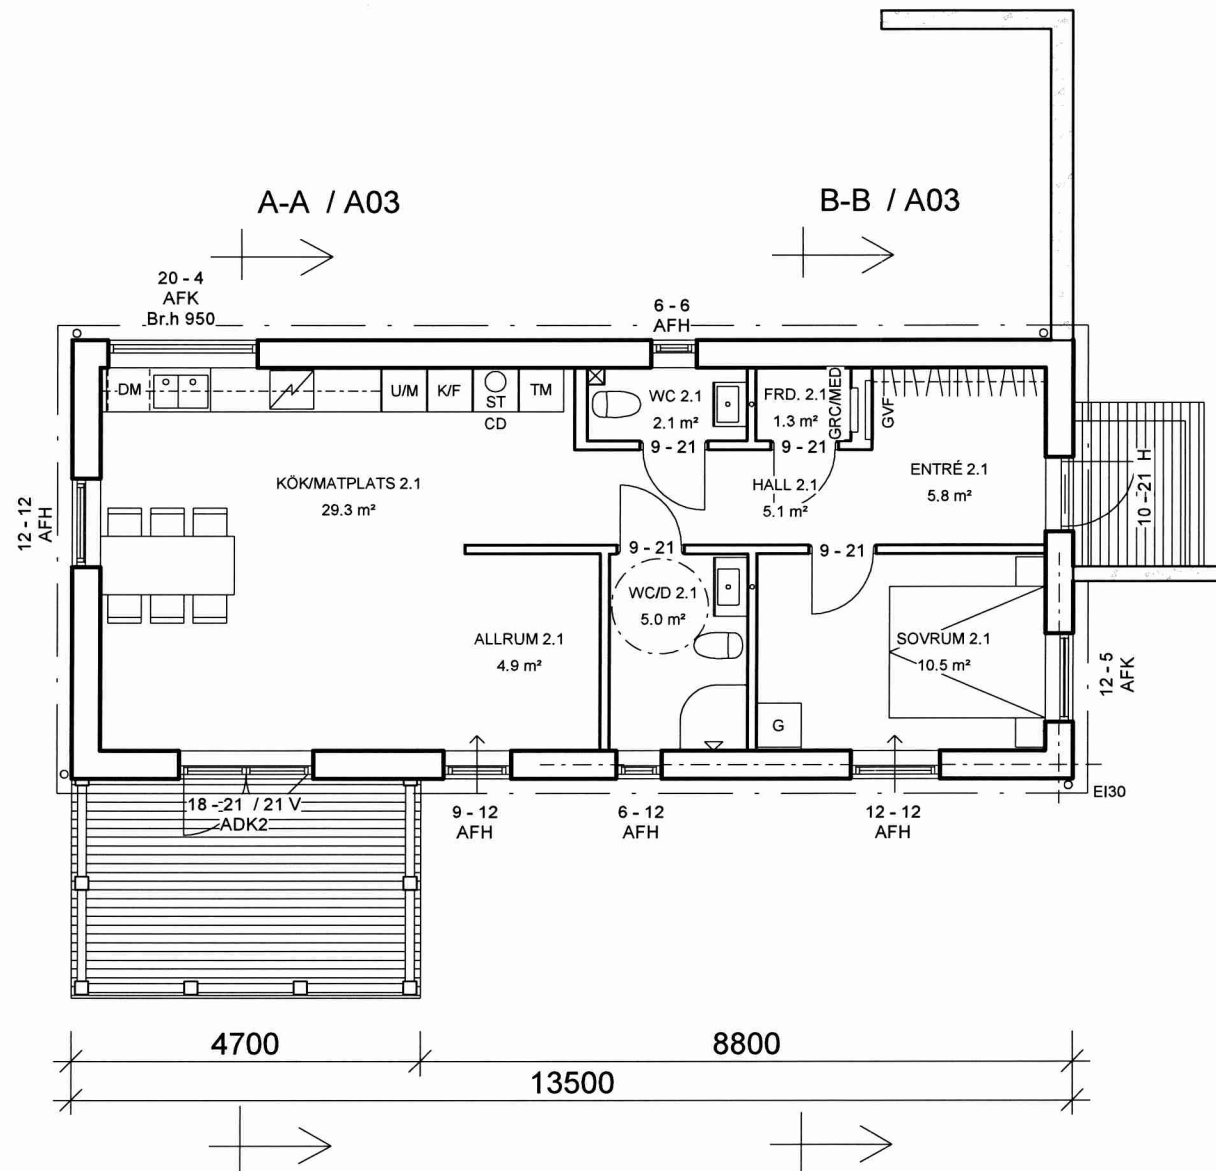 A-A / A03
B-B / A03
20 - 4
AFK
Br.h 950
6 - 6
AFH
DM
U/M
K/F
ST
CD
TM
WC 2.1
2.1 m²
FRD. 2.1
1.3 m²
GRC/MED
GVF
9 - 21
9 - 21
KÖK/MATPLATS 2.1
29.3 m²
HALL 2.1
5.1 m²
ENTRÉ 2.1
5.8 m²
10 - 21 H
12 - 12
AFH
9 - 21
9 - 21
WC/D 2.1
5.0 m²
ALLRUM 2.1
4.9 m²
SOVRUM 2.1
10.5 m²
12 - 5
AFK
G
EI30
18 - 21 / 21 V
ADK2
9 - 12
AFH
6 - 12
AFH
12 - 12
AFH
4700
8800
13500